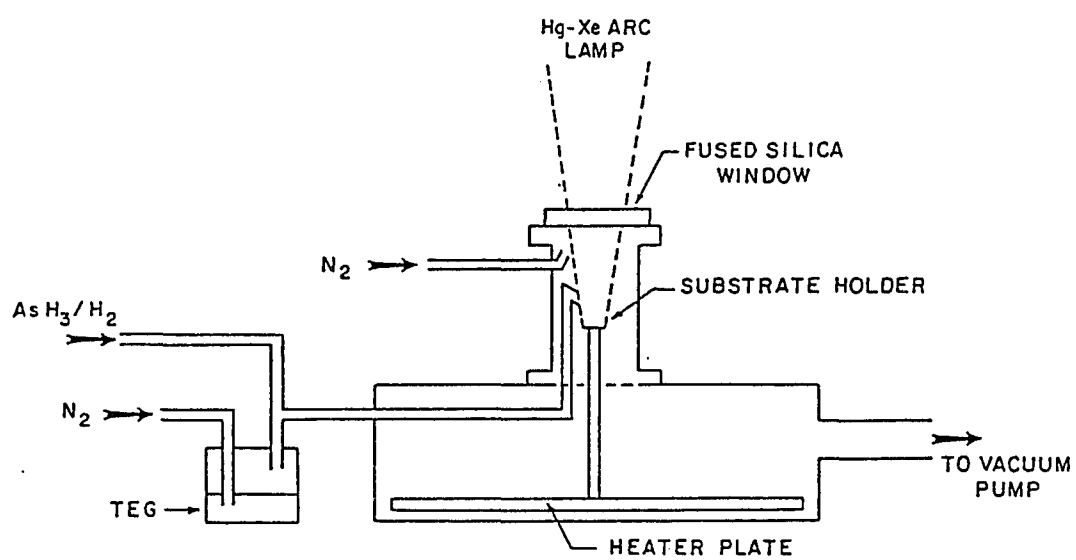 Hg-Xe ARC
LAMP
FUSED SILICA
WINDOW
N2
SUBSTRATE HOLDER
AsH3/H2
N2
TO VACUUM
PUMP
TEG
HEATER PLATE